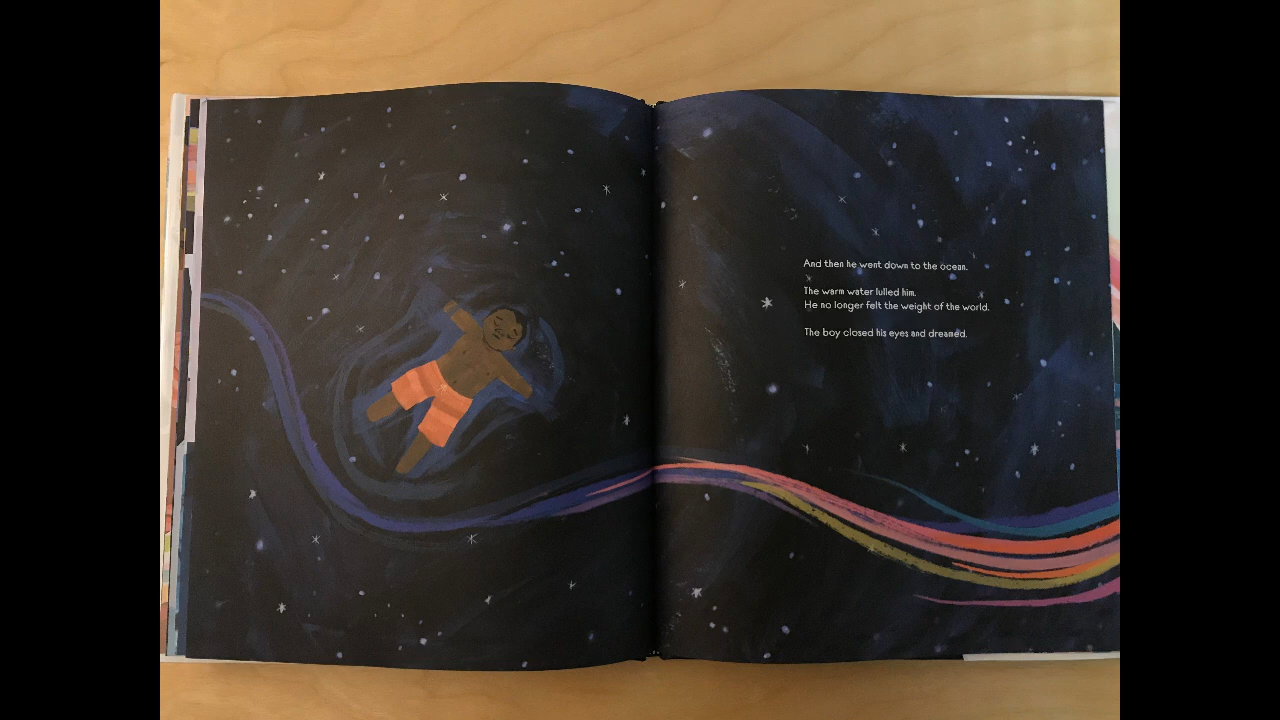 And then he went down to the ocean.
The warm water lulled him.
He no longer felt the weight of the world.
The boy closed his eyes and dreamed.